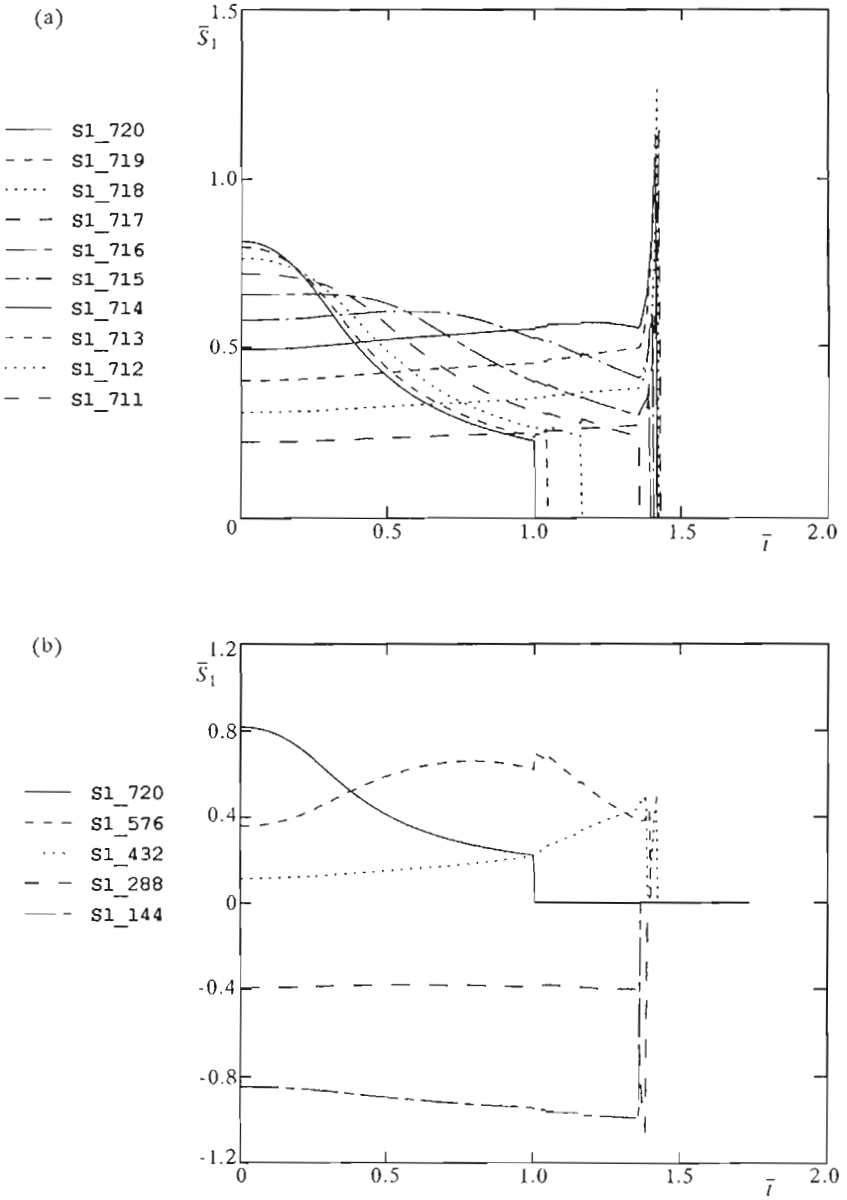 (a)
1.5
S̄₁
S1_720
S1_719
S1_718
S1_717
S1_716
S1_715
S1_714
S1_713
S1_712
S1_711
1.0
0.5
0
0.5
1.0
1.5
2.0
t̄
(b)
1.2
S̄₁
0.8
S1_720
S1_576
S1_432
S1_288
S1_144
0.4
0
-0.4
-0.8
-1.2
0
0.5
1.0
1.5
2.0
t̄